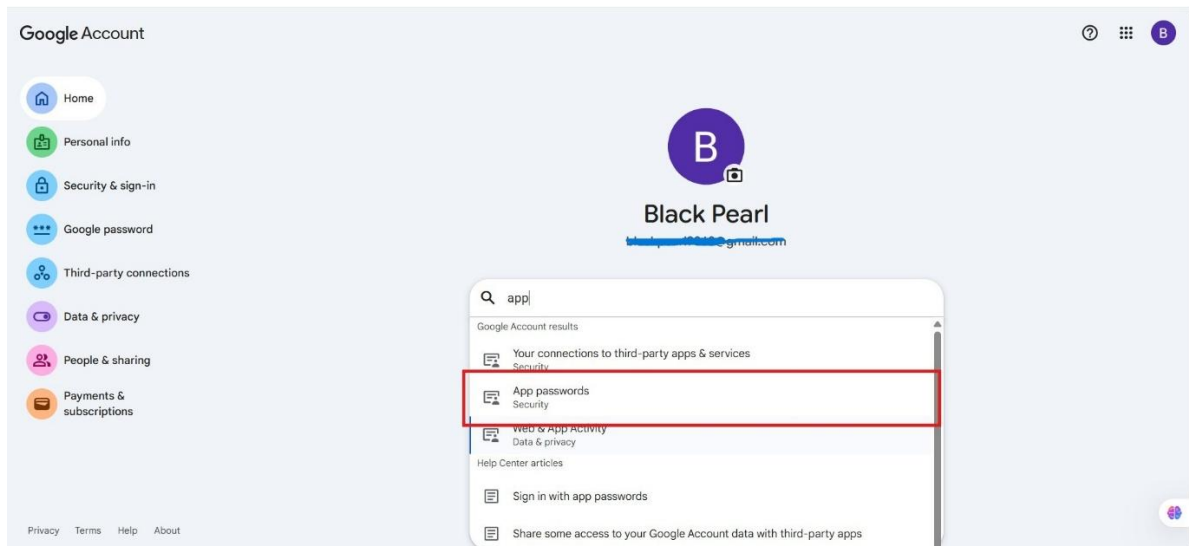 Google Account
B
Home
Personal info
Security & sign-in
Google password
Third-party connections
Data & privacy
People & sharing
Payments &
subscriptions
B
Black Pearl
@gmail.com
app
Google Account results
Your connections to third-party apps & services
Security
App passwords
Security
Web & App Activity
Data & privacy
Help Center articles
Sign in with app passwords
Share some access to your Google Account data with third-party apps
Privacy Terms Help About